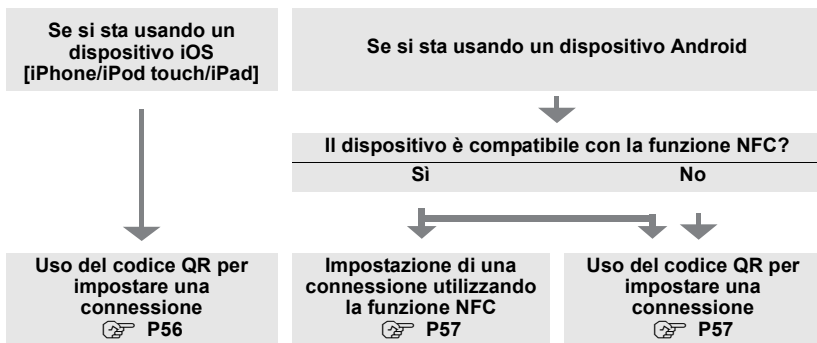 Se si sta usando un
dispositivo iOS
[iPhone/iPod touch/iPad]
Se si sta usando un dispositivo Android
Il dispositivo è compatibile con la funzione NFC?
Sì
No
Uso del codice QR per
impostare una
connessione
☞ P56
Impostazione di una
connessione utilizzando
la funzione NFC
☞ P57
Uso del codice QR per
impostare una
connessione
☞ P57